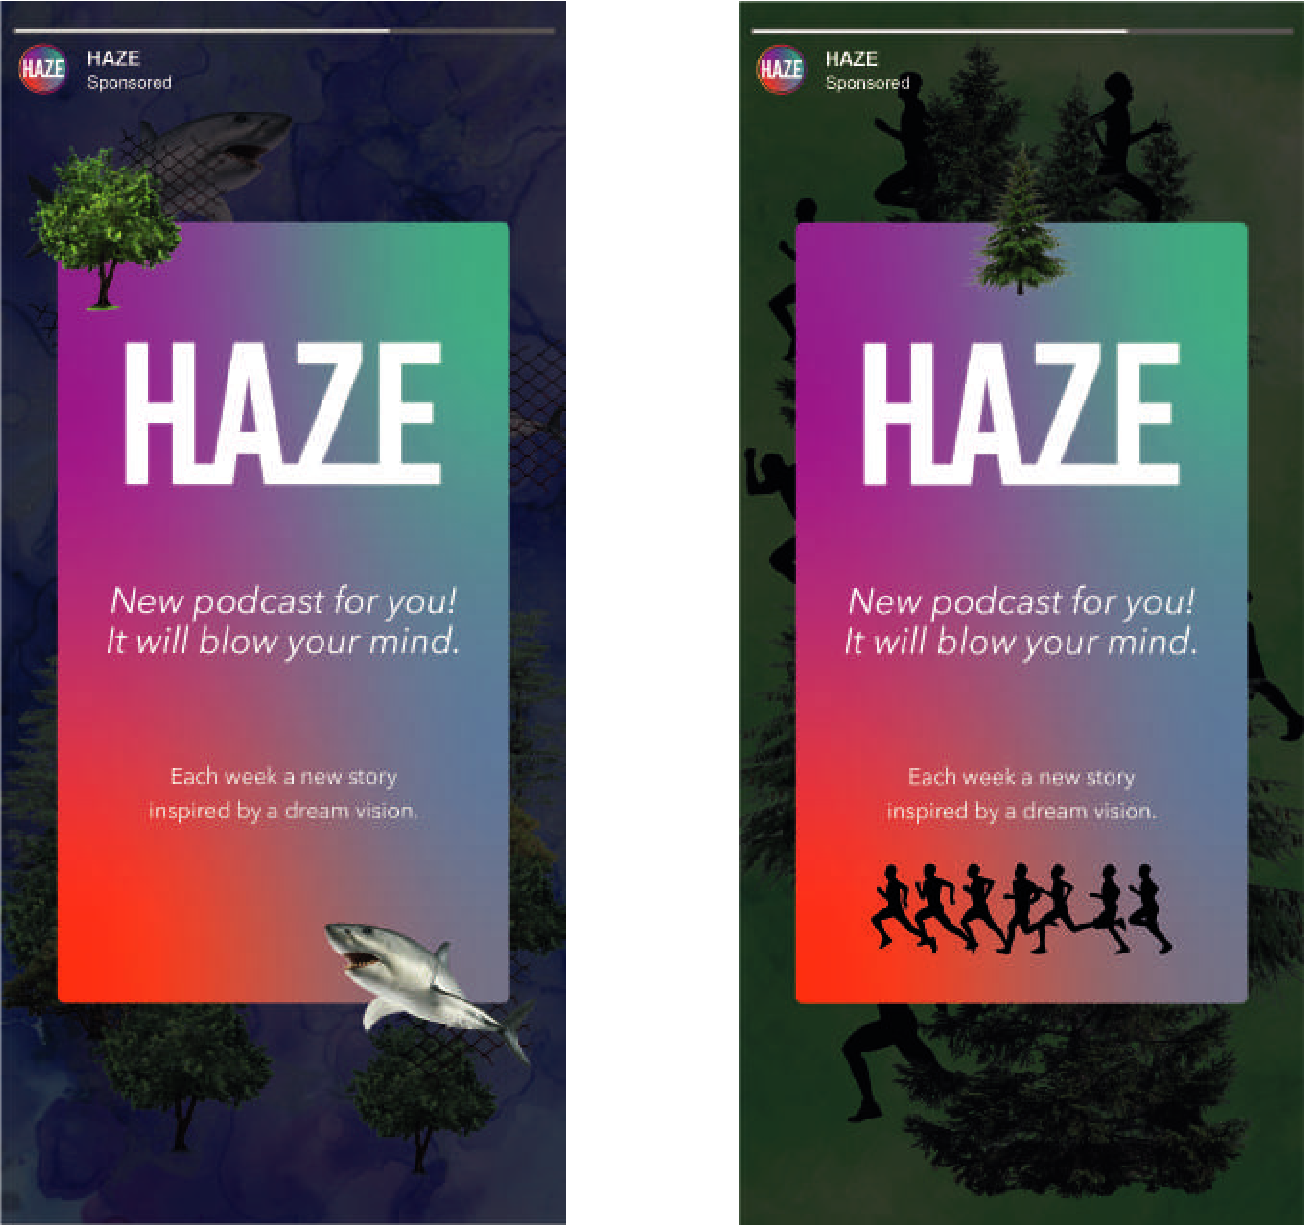 HAZE
HAZE
Sponsored
HAZE
New podcast for you!
It will blow your mind.
Each week a new story
inspired by a dream vision.
HAZE
HAZE
Sponsored
HAZE
New podcast for you!
It will blow your mind.
Each week a new story
inspired by a dream vision.